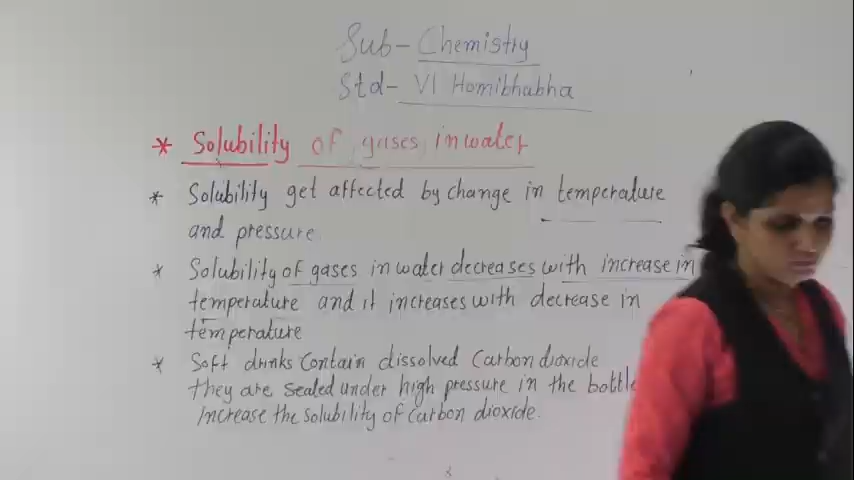 Sub- Chemistry
Std- VI Homibhabha
* Solubility of gases in water
* Solubility get affected by change in temperature
and pressure.
* Solubility of gases in water decreases with increase in
temperature and it increases with decrease in
temperature
* Soft drinks contain dissolved Carbon dioxide
they are sealed under high pressure in the bottle
increase the solubility of carbon dioxide.